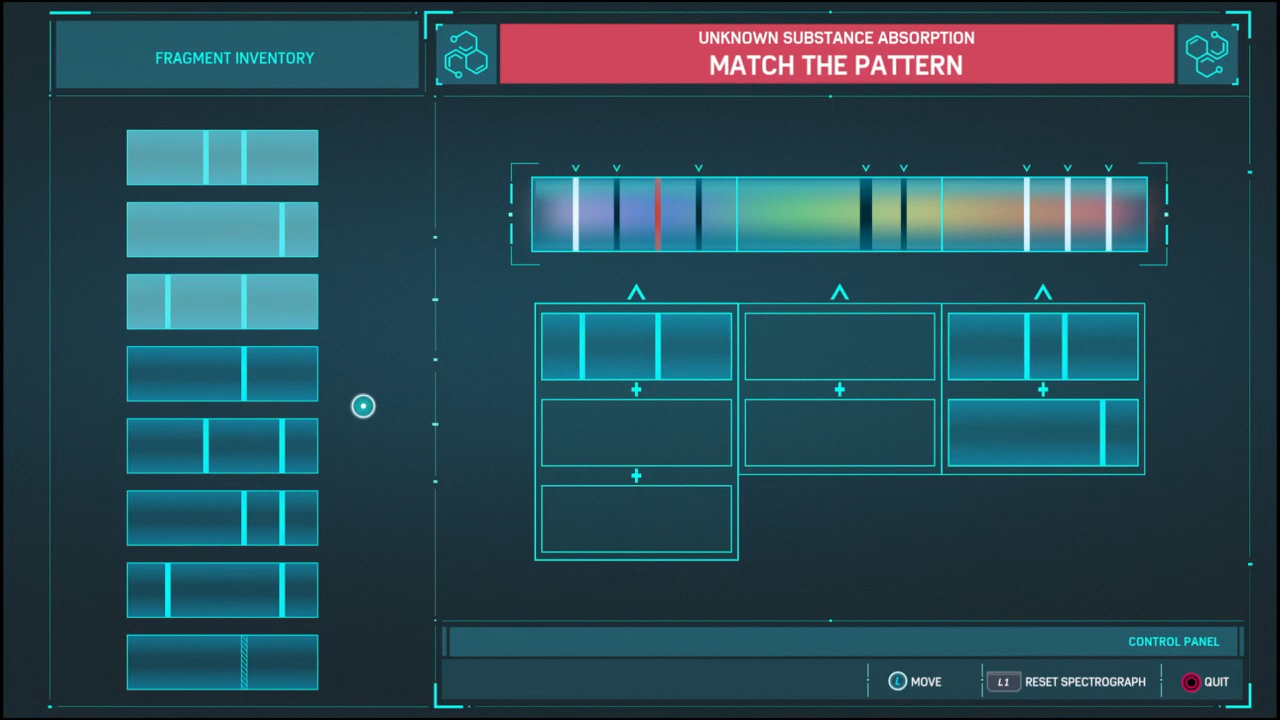 FRAGMENT INVENTORY
UNKNOWN SUBSTANCE ABSORPTION
MATCH THE PATTERN
CONTROL PANEL
L MOVE
L1 RESET SPECTROGRAPH
QUIT